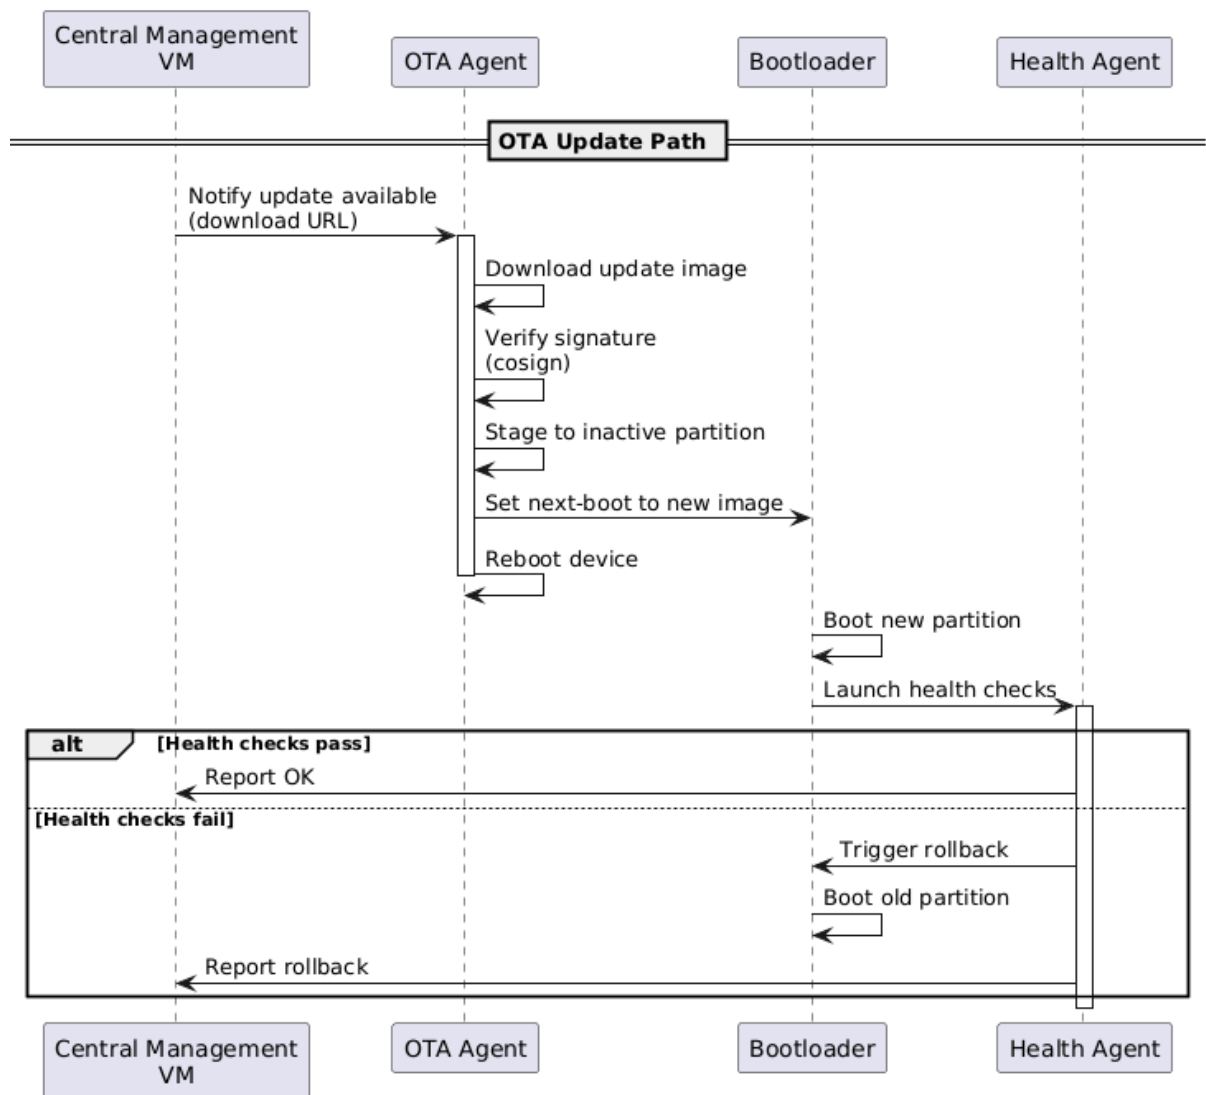 Central Management
VM
OTA Agent
Bootloader
Health Agent
OTA Update Path
Notify update available
(download URL)
Download update image
Verify signature
(cosign)
Stage to inactive partition
Set next-boot to new image
Reboot device
Boot new partition
Launch health checks
alt
[Health checks pass]
Report OK
[Health checks fail]
Trigger rollback
Boot old partition
Report rollback
Central Management
VM
OTA Agent
Bootloader
Health Agent